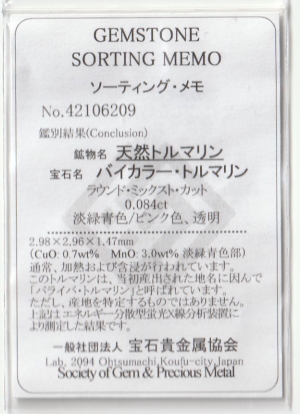 GEMSTONE
SORTING MEMO
ソーティング・メモ
No.42106209
鑑別結果(Conclusion)
鉱物名 天然トルマリン
宝石名 バイカラー・トルマリン
ラウンド・ミックスト・カット
0.084ct
淡緑青色/ピンク色、透明
2.98×2.96×1.47mm
(CuO: 0.7wt% MnO: 3.0wt% 淡緑青色部)
通常、加熱および含浸が行われています。
このトルマリンは、当初産出された地名に因んで
「パライバ・トルマリン」と呼ばれています。
ただし、産地を特定するものではありません。
上記はエネルギー分散型蛍光X線分析装置に
より測定した結果です。
一般社団法人 宝石貴金属協会
Lab. 2094 Ohtsumachi,Koufu-city,Japan
Society of Gem & Precious Metal